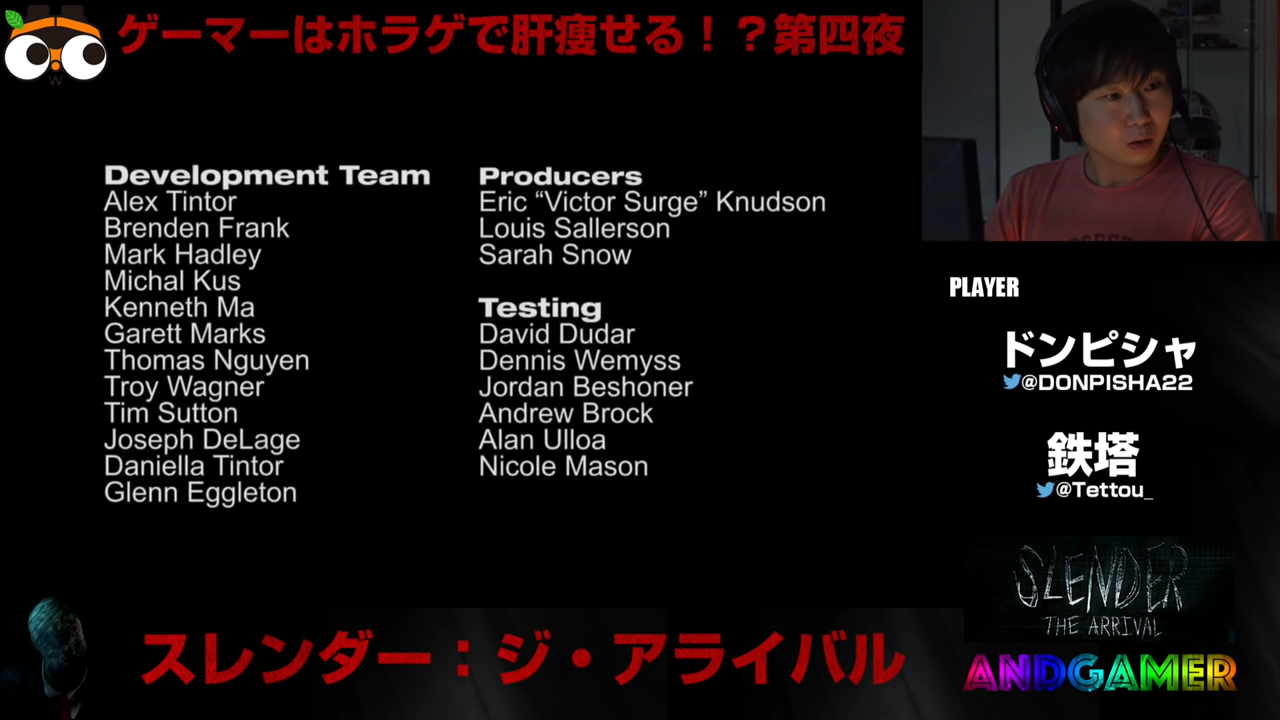 ゲーマーはホラゲで肝痩せる！？第四夜
Development Team
Alex Tintor
Brenden Frank
Mark Hadley
Michal Kus
Kenneth Ma
Garett Marks
Thomas Nguyen
Troy Wagner
Tim Sutton
Joseph DeLage
Daniella Tintor
Glenn Eggleton
Producers
Eric “Victor Surge” Knudson
Louis Sallerson
Sarah Snow
Testing
David Dudar
Dennis Wemyss
Jordan Beshoner
Andrew Brock
Alan Ulloa
Nicole Mason
PLAYER
ドンピシャ
@DONPISHA22
鉄塔
@Tettou_
SLENDER
THE ARRIVAL
スレンダー：ジ・アライバル
ANDGAMER